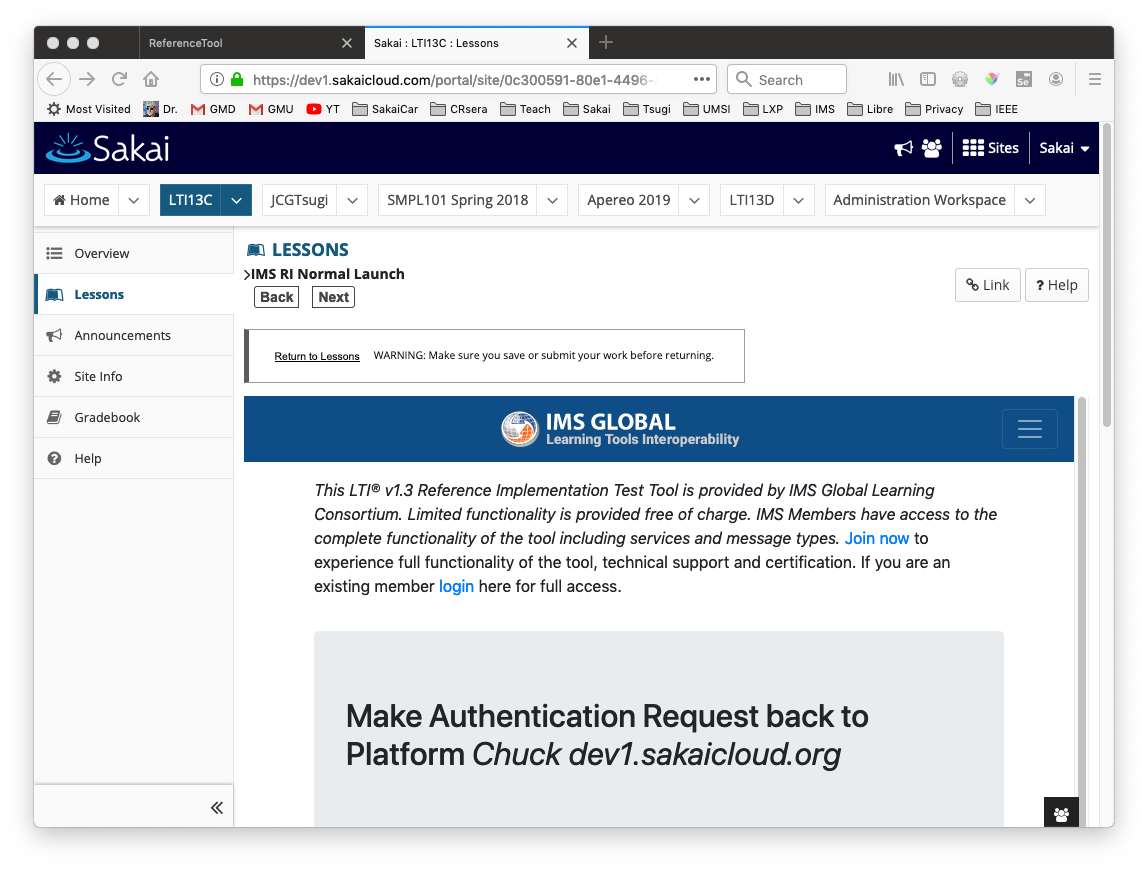 ReferenceTool
Sakai : LTI13C : Lessons
https://dev1.sakaicloud.com/portal/site/0c300591-80e1-4496-
Search
Most Visited Dr. GMD GMU YT SakaiCar CRsera Teach Sakai Tsugi UMSI LXP IMS Libre Privacy IEEE
Sakai
Sites
Sakai
Home LTI13C JCGTsugi SMPL101 Spring 2018 Apereo 2019 LTI13D Administration Workspace
Overview
Lessons
Announcements
Site Info
Gradebook
Help
LESSONS
IMS RI Normal Launch
Back Next
Link ? Help
Return to Lessons WARNING: Make sure you save or submit your work before returning.
IMS GLOBAL
Learning Tools Interoperability
This LTI® v1.3 Reference Implementation Test Tool is provided by IMS Global Learning
Consortium. Limited functionality is provided free of charge. IMS Members have access to the
complete functionality of the tool including services and message types. Join now to
experience full functionality of the tool, technical support and certification. If you are an
existing member login here for full access.
Make Authentication Request back to
Platform Chuck dev1.sakaicloud.org